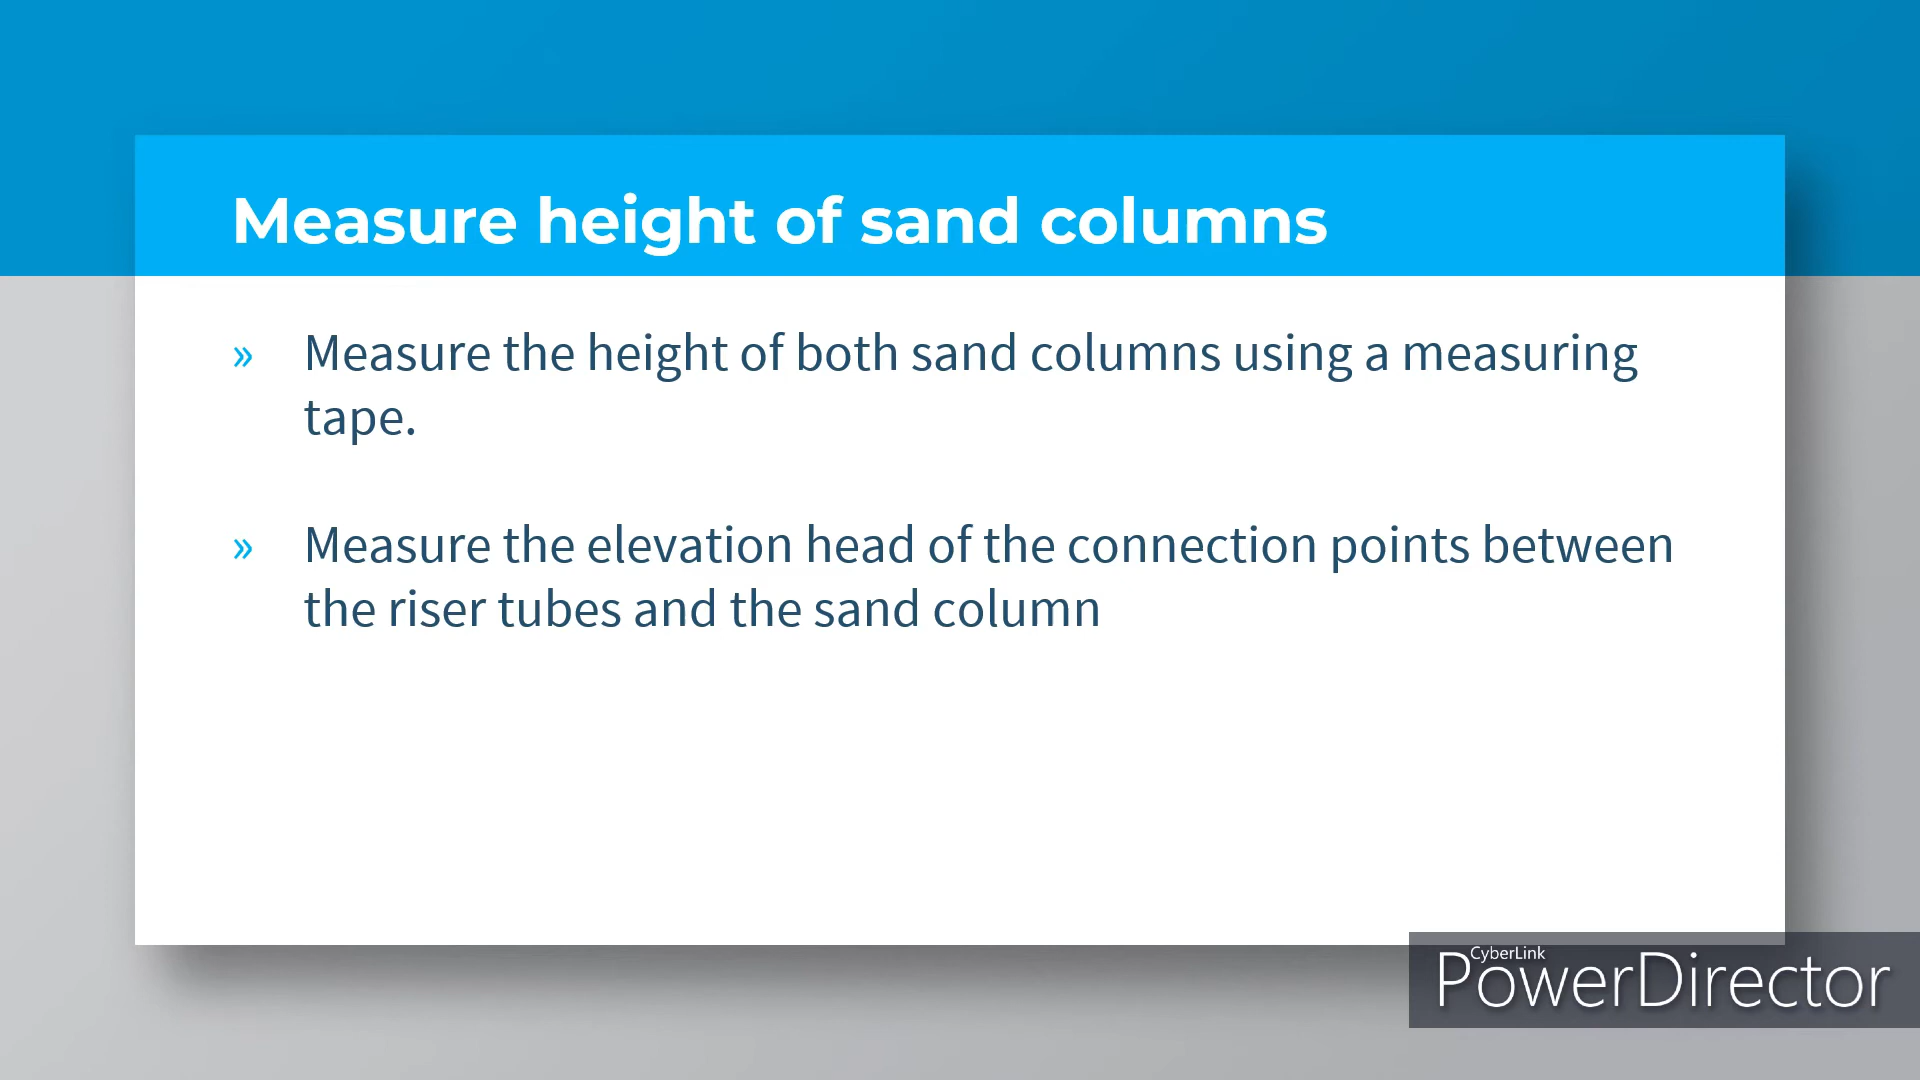 Measure height of sand columns
» Measure the height of both sand columns using a measuring
tape.
» Measure the elevation head of the connection points between
the riser tubes and the sand column
CyberLink
PowerDirector